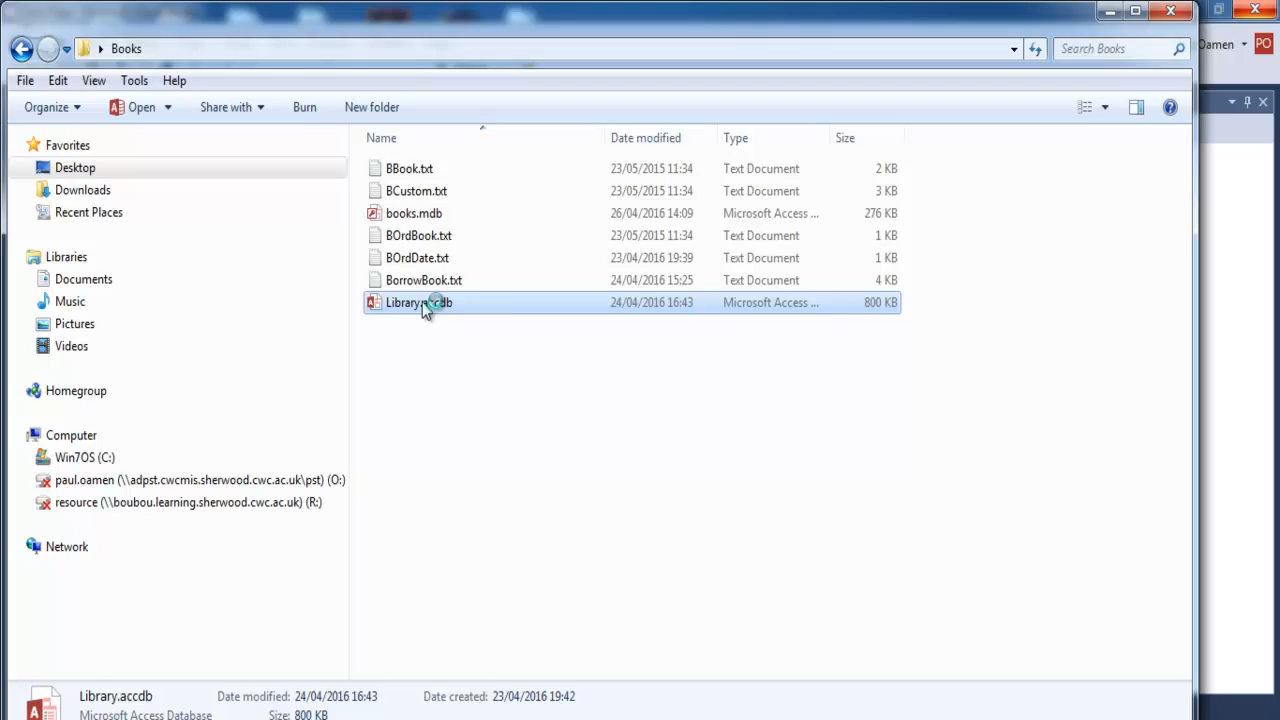 Books
Search Books
Oamen
PO
File Edit View Tools Help
Organize Open Share with Burn New folder
Name Date modified Type Size
Favorites
Desktop
Downloads
Recent Places
Libraries
Documents
Music
Pictures
Videos
Homegroup
Computer
Win7OS (C:)
paul.oamen (\\adpst.cwcmis.sherwood.cwc.ac.uk\pst) (O:)
resource (\\boubou.learning.sherwood.cwc.ac.uk) (R:)
Network
BBook.txt 23/05/2015 11:34 Text Document 2 KB
BCustom.txt 23/05/2015 11:34 Text Document 3 KB
books.mdb 26/04/2016 14:09 Microsoft Access ... 276 KB
BOrdBook.txt 23/05/2015 11:34 Text Document 1 KB
BOrdDate.txt 23/04/2016 19:39 Text Document 1 KB
BorrowBook.txt 24/04/2016 15:25 Text Document 4 KB
Library.accdb 24/04/2016 16:43 Microsoft Access ... 800 KB
Library.accdb Date modified: 24/04/2016 16:43 Date created: 23/04/2016 19:42
Microsoft Access Database Size: 800 KB